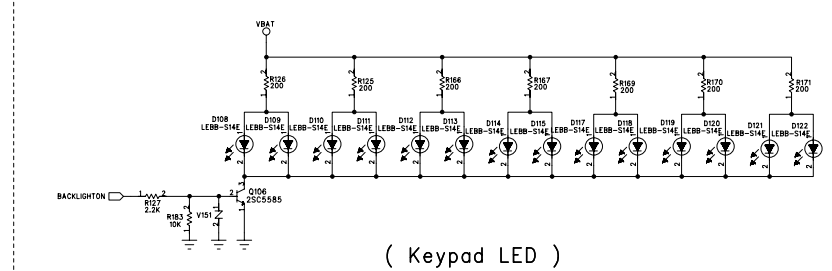 VBAT
R126 R125 R166 R167 R169 R170 R171
200 200 200 200 200 200 200
D108 D109 D110 D111 D112 D113 D114 D115 D117 D118 D119 D120 D121 D122
LEBB-S14E LEBB-S14E LEBB-S14E LEBB-S14E LEBB-S14E LEBB-S14E LEBB-S14E LEBB-S14E LEBB-S14E LEBB-S14E LEBB-S14E LEBB-S14E LEBB-S14E LEBB-S14E
BACKLIGHTON
R127
2.2K
R183
10K
V151
Q106
2SC5585
( Keypad LED )